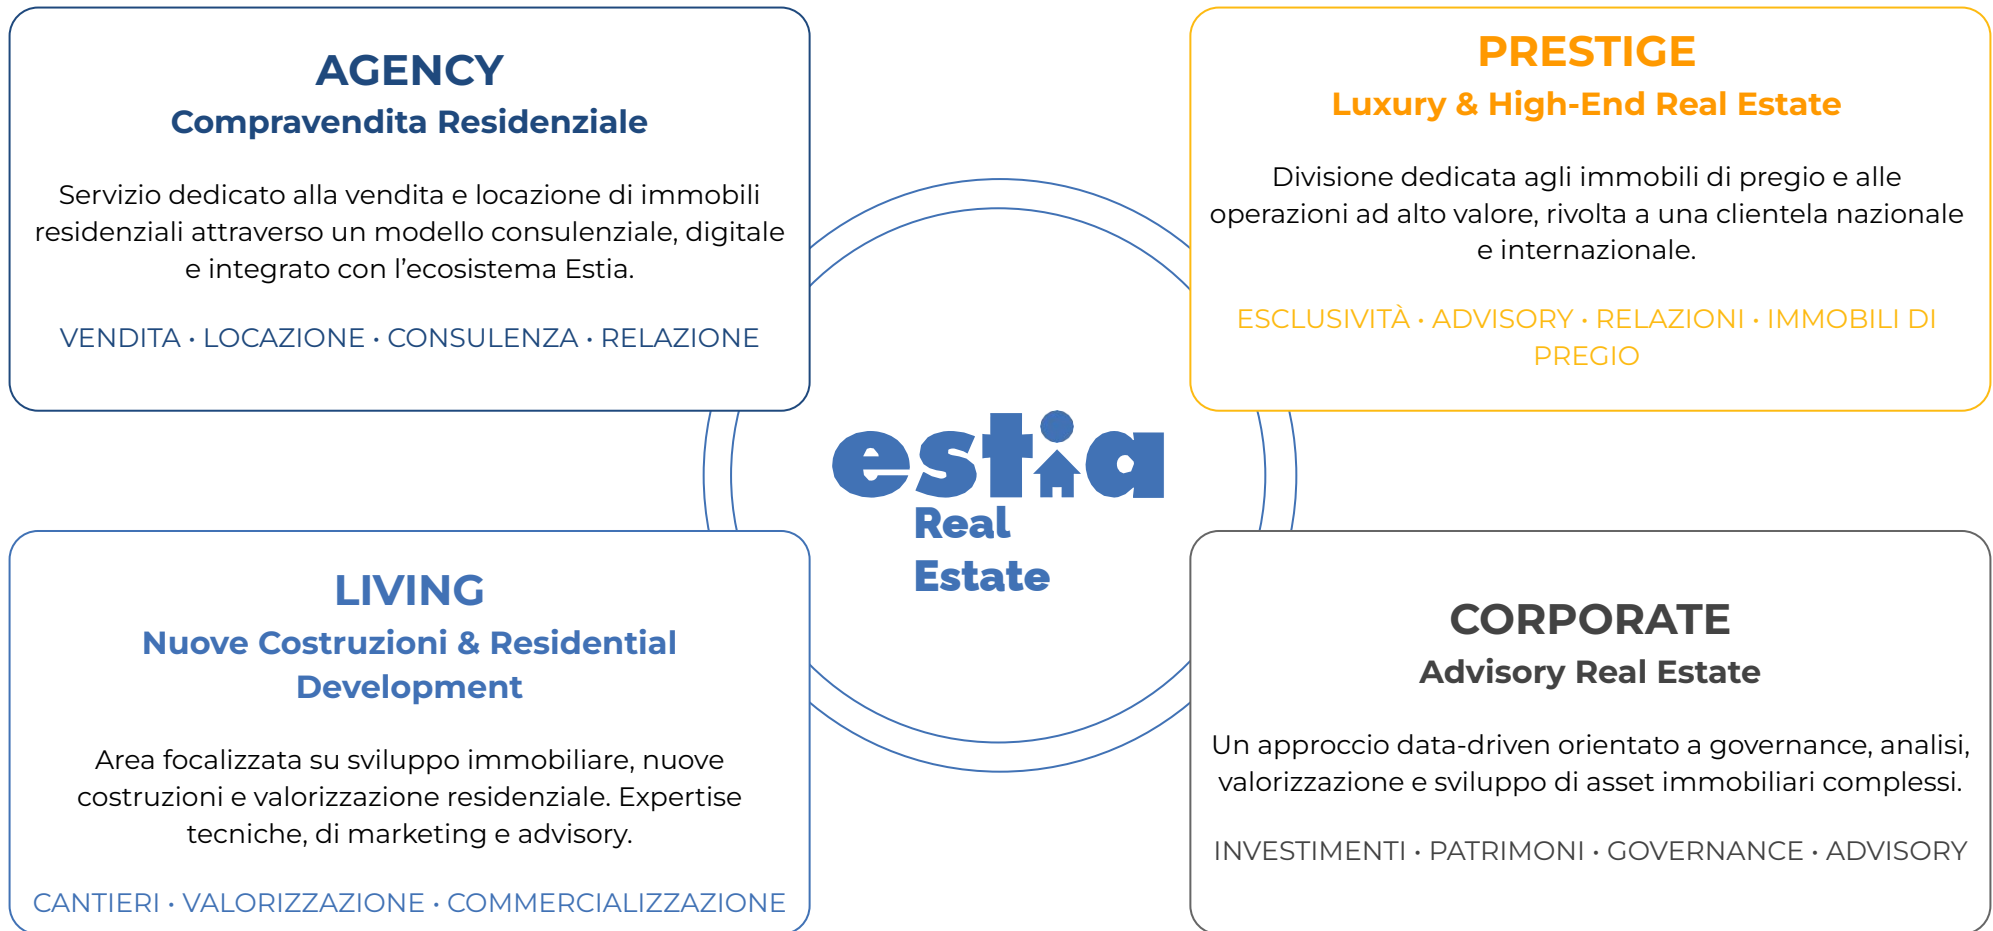 AGENCY
Compravendita Residenziale
Servizio dedicato alla vendita e locazione di immobili
residenziali attraverso un modello consulenziale, digitale
e integrato con l’ecosistema Estia.
VENDITA • LOCAZIONE • CONSULENZA • RELAZIONE
PRESTIGE
Luxury & High-End Real Estate
Divisione dedicata agli immobili di pregio e alle
operazioni ad alto valore, rivolta a una clientela nazionale
e internazionale.
ESCLUSIVITÀ • ADVISORY • RELAZIONI • IMMOBILI DI
PREGIO
estia
Real
Estate
LIVING
Nuove Costruzioni & Residential
Development
Area focalizzata su sviluppo immobiliare, nuove
costruzioni e valorizzazione residenziale. Expertise
tecniche, di marketing e advisory.
CANTIERI • VALORIZZAZIONE • COMMERCIALIZZAZIONE
CORPORATE
Advisory Real Estate
Un approccio data-driven orientato a governance, analisi,
valorizzazione e sviluppo di asset immobiliari complessi.
INVESTIMENTI • PATRIMONI • GOVERNANCE • ADVISORY